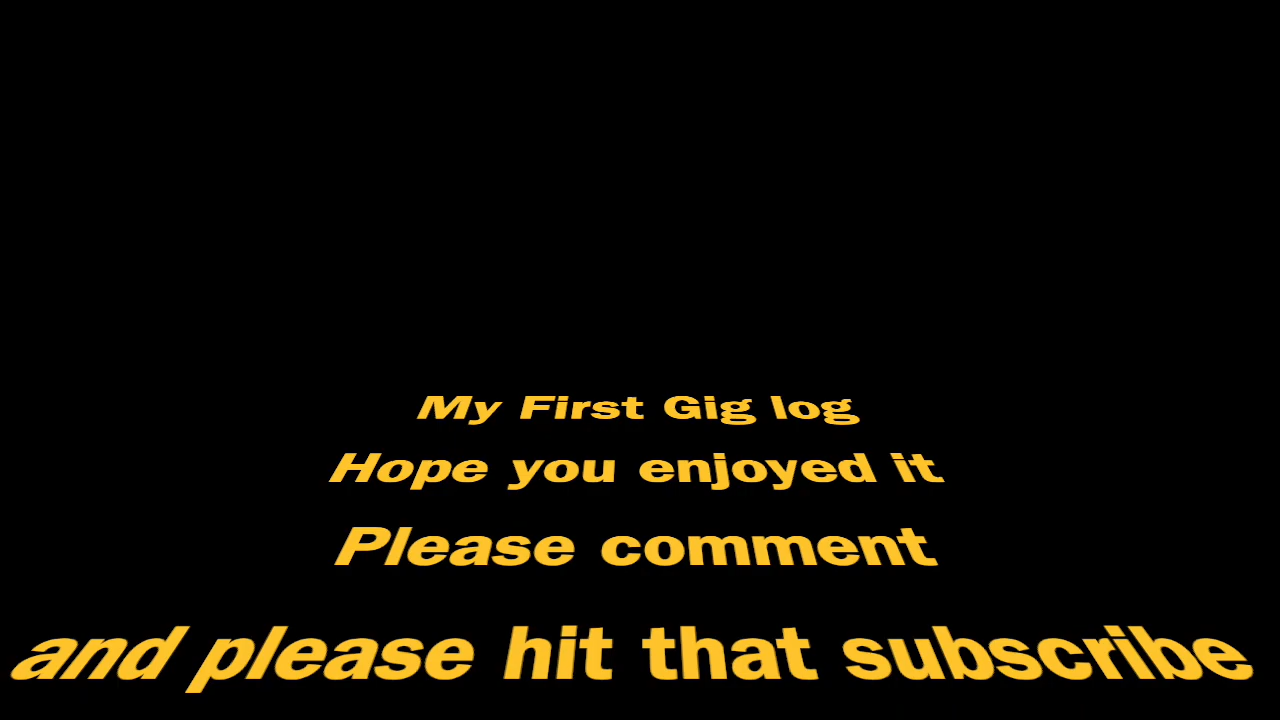 My First Gig log
Hope you enjoyed it
Please comment
and please hit that subscribe